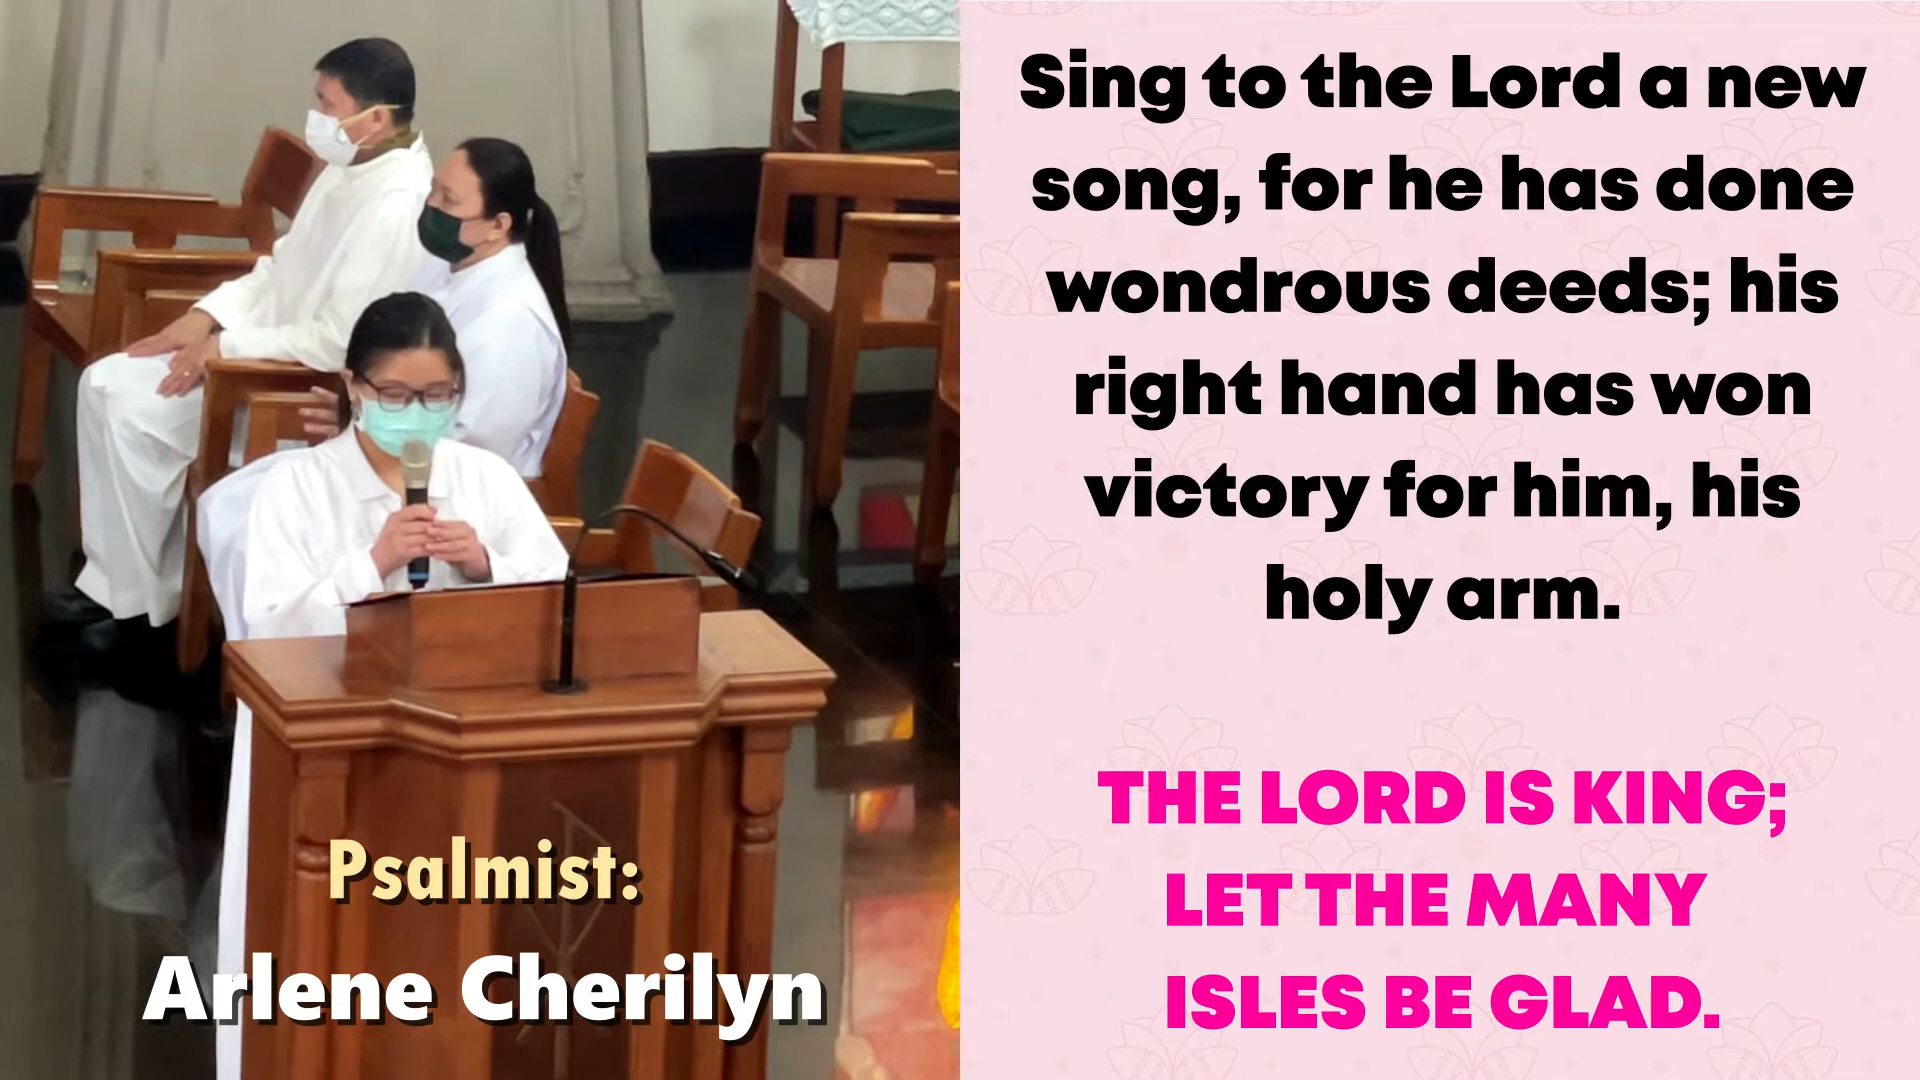 Psalmist:
Arlene Cherilyn
Sing to the Lord a new
song, for he has done
wondrous deeds; his
right hand has won
victory for him, his
holy arm.
THE LORD IS KING;
LET THE MANY
ISLES BE GLAD.